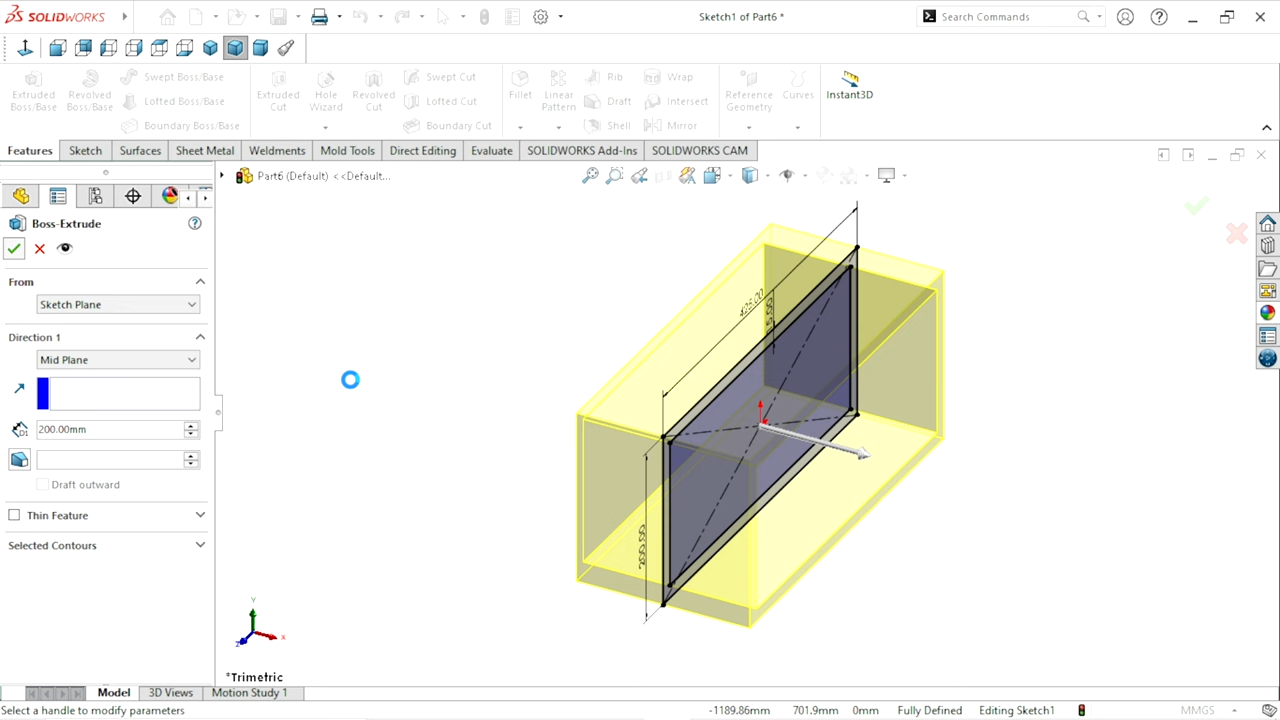 SOLIDWORKS
Sketch1 of Part6 *
Search Commands
Extruded Boss/Base
Revolved Boss/Base
Swept Boss/Base
Lofted Boss/Base
Boundary Boss/Base
Extruded Cut
Hole Wizard
Revolved Cut
Swept Cut
Lofted Cut
Boundary Cut
Fillet
Linear Pattern
Rib
Draft
Shell
Wrap
Intersect
Mirror
Reference Geometry
Curves
Instant3D
Features
Sketch
Surfaces
Sheet Metal
Weldments
Mold Tools
Direct Editing
Evaluate
SOLIDWORKS Add-Ins
SOLIDWORKS CAM
Part6 (Default) <<Default...
Boss-Extrude
From
Sketch Plane
Direction 1
Mid Plane
200.00mm
Draft outward
Thin Feature
Selected Contours
425.00
200.00
Y
X
Z
*Trimetric
Model
3D Views
Motion Study 1
Select a handle to modify parameters
-1189.86mm
701.9mm
0mm
Fully Defined
Editing Sketch1
MMGS